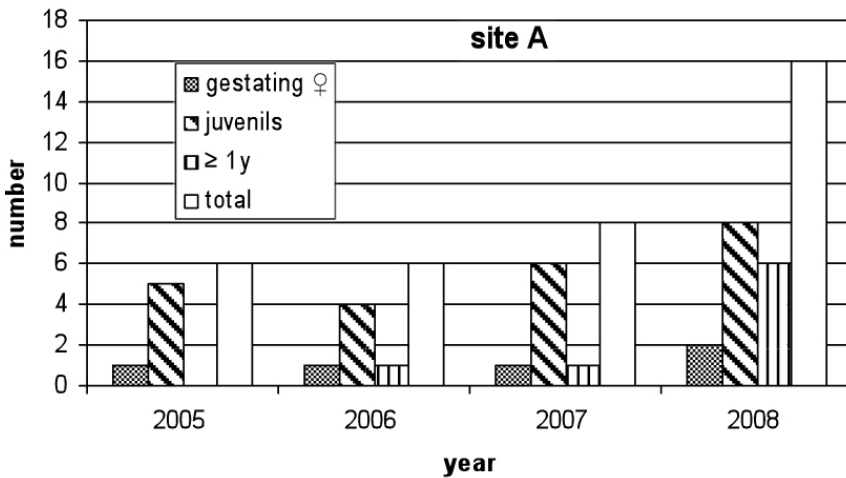 18
site A
16
gestating ♀
14
juvenils
12
≥ 1y
10
total
8
6
4
2
0
number
2005 2006 2007 2008
year